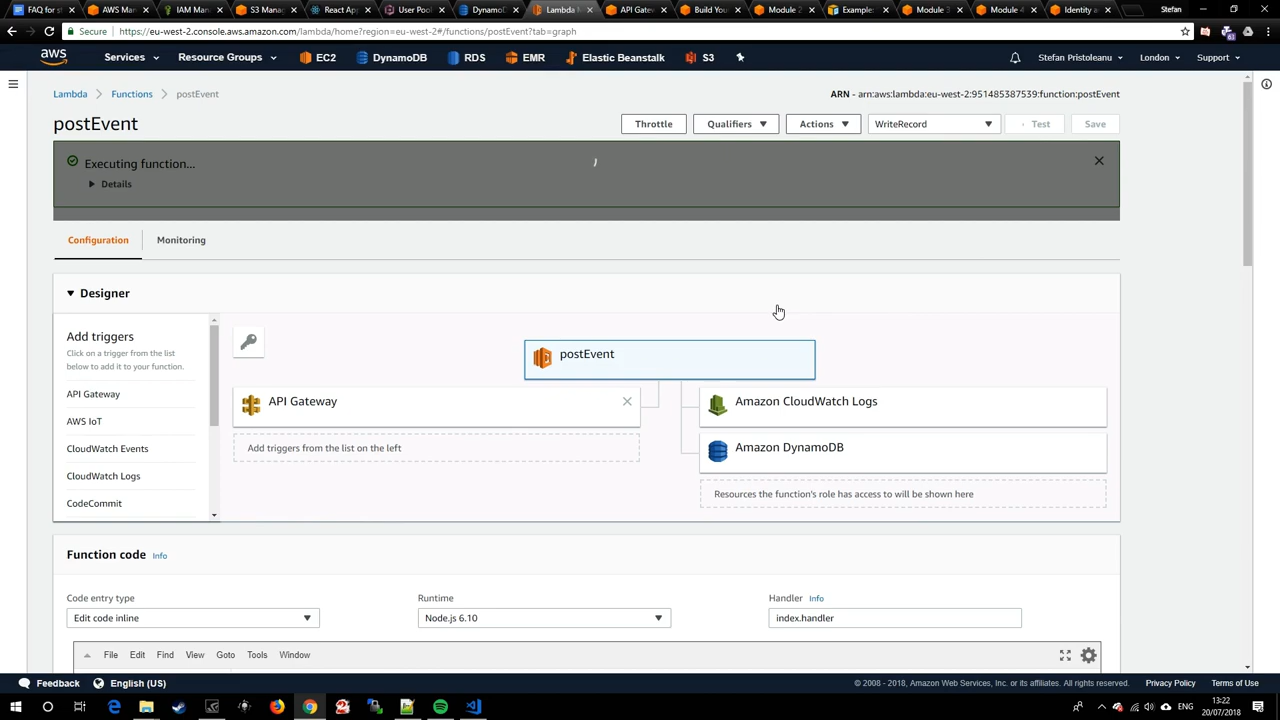 FAQ for st
AWS Man
IAM Man
S3 Manag
React App
User Pool
DynamoD
Lambda M
API Gatew
Build You
Module 2
Examples
Module 3
Module 4
Identity a
Stefan
Secure
https://eu-west-2.console.aws.amazon.com/lambda/home?region=eu-west-2#/functions/postEvent?tab=graph
aws
Services
Resource Groups
EC2
DynamoDB
RDS
EMR
Elastic Beanstalk
S3
Stefan Pristoleanu
London
Support
Lambda
Functions
postEvent
ARN - arn:aws:lambda:eu-west-2:951485387539:function:postEvent
postEvent
Throttle
Qualifiers
Actions
WriteRecord
Test
Save
Executing function...
Details
Configuration
Monitoring
Designer
Add triggers
Click on a trigger from the list
below to add it to your function.
API Gateway
AWS IoT
CloudWatch Events
CloudWatch Logs
CodeCommit
postEvent
API Gateway
Add triggers from the list on the left
Amazon CloudWatch Logs
Amazon DynamoDB
Resources the function's role has access to will be shown here
Function code
Info
Code entry type
Edit code inline
Runtime
Node.js 6.10
Handler
Info
index.handler
File
Edit
Find
View
Goto
Tools
Window
Feedback
English (US)
© 2008 - 2018, Amazon Web Services, Inc. or its affiliates. All rights reserved.
Privacy Policy
Terms of Use
ENG
13:22
20/07/2018